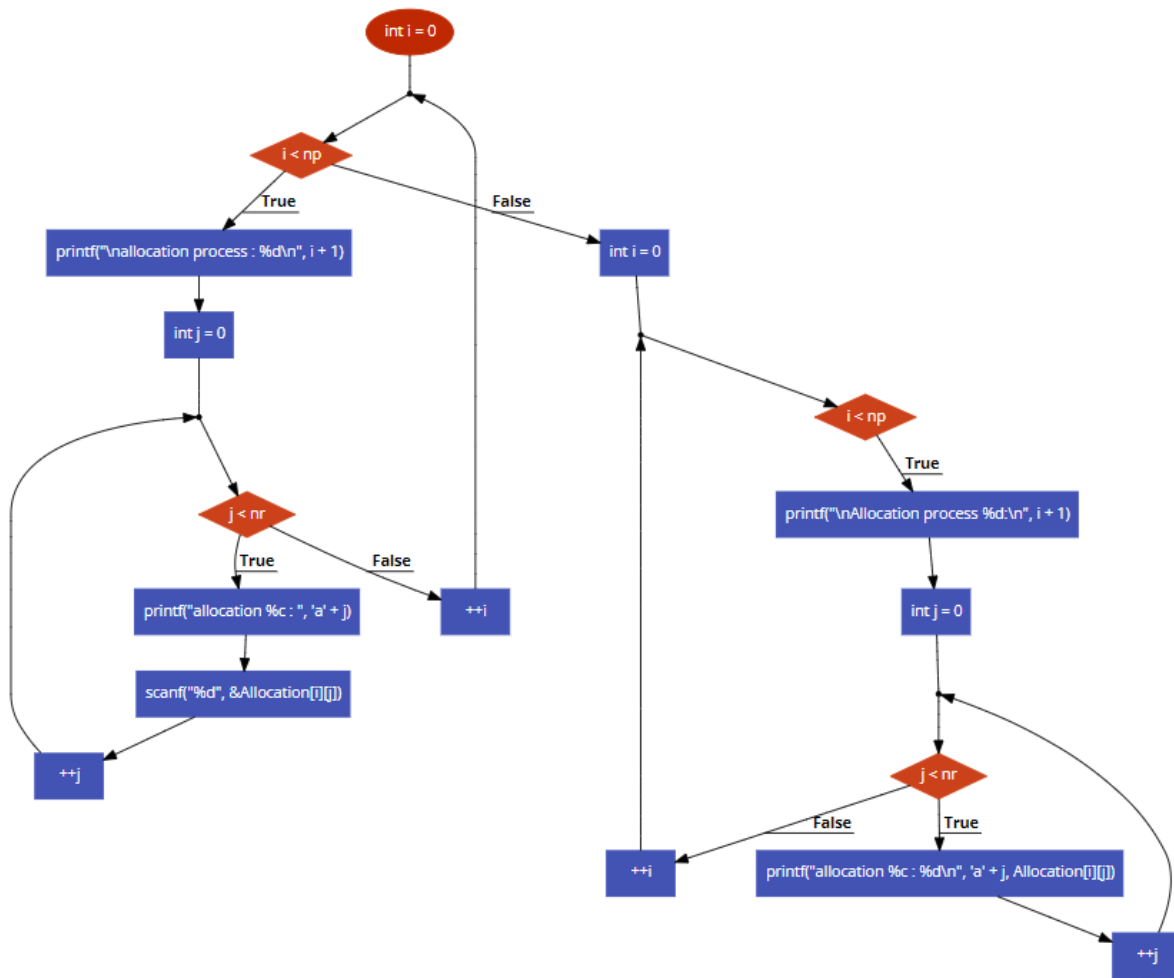 int i = 0
i < np
True
False
printf("\nallocation process : %d\n", i + 1)
int i = 0
int j = 0
i < np
True
j < nr
printf("\nAllocation process %d:\n", i + 1)
True
False
printf("allocation %c : ", 'a' + j)
++i
int j = 0
scanf("%d", &Allocation[i][j])
++j
j < nr
False
True
++i
printf("allocation %c : %d\n", 'a' + j, Allocation[i][j])
++j